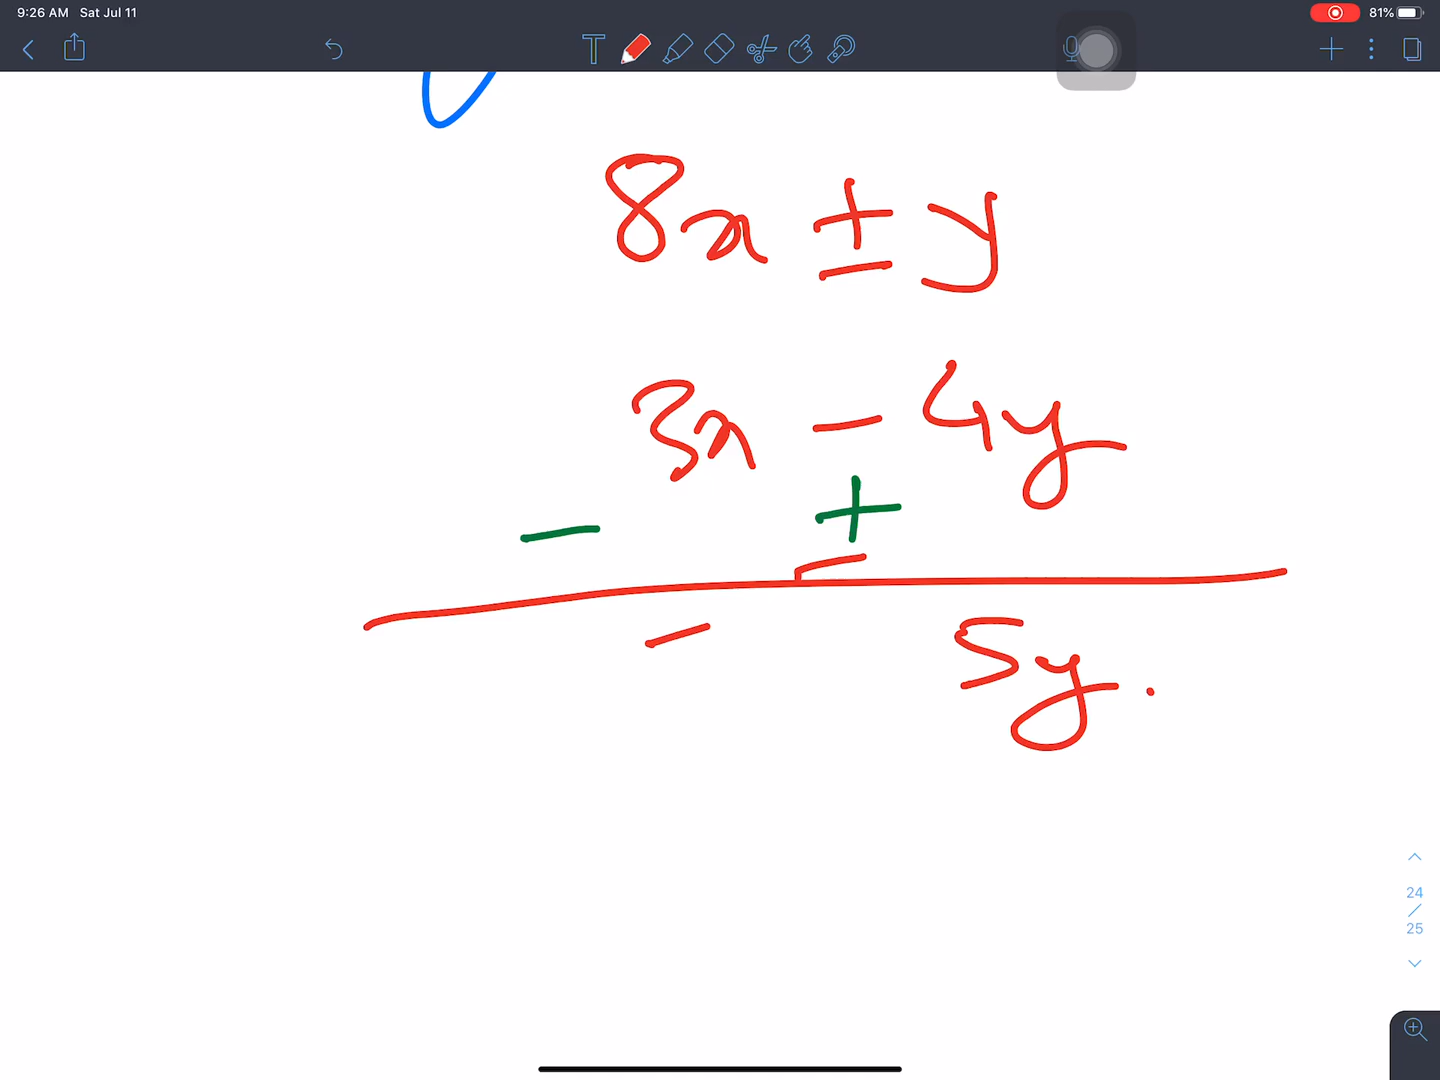 9:26 AM Sat Jul 11
81%
T
8x ± y
3x - 4y
- +
-
- 5y.
24
/
25